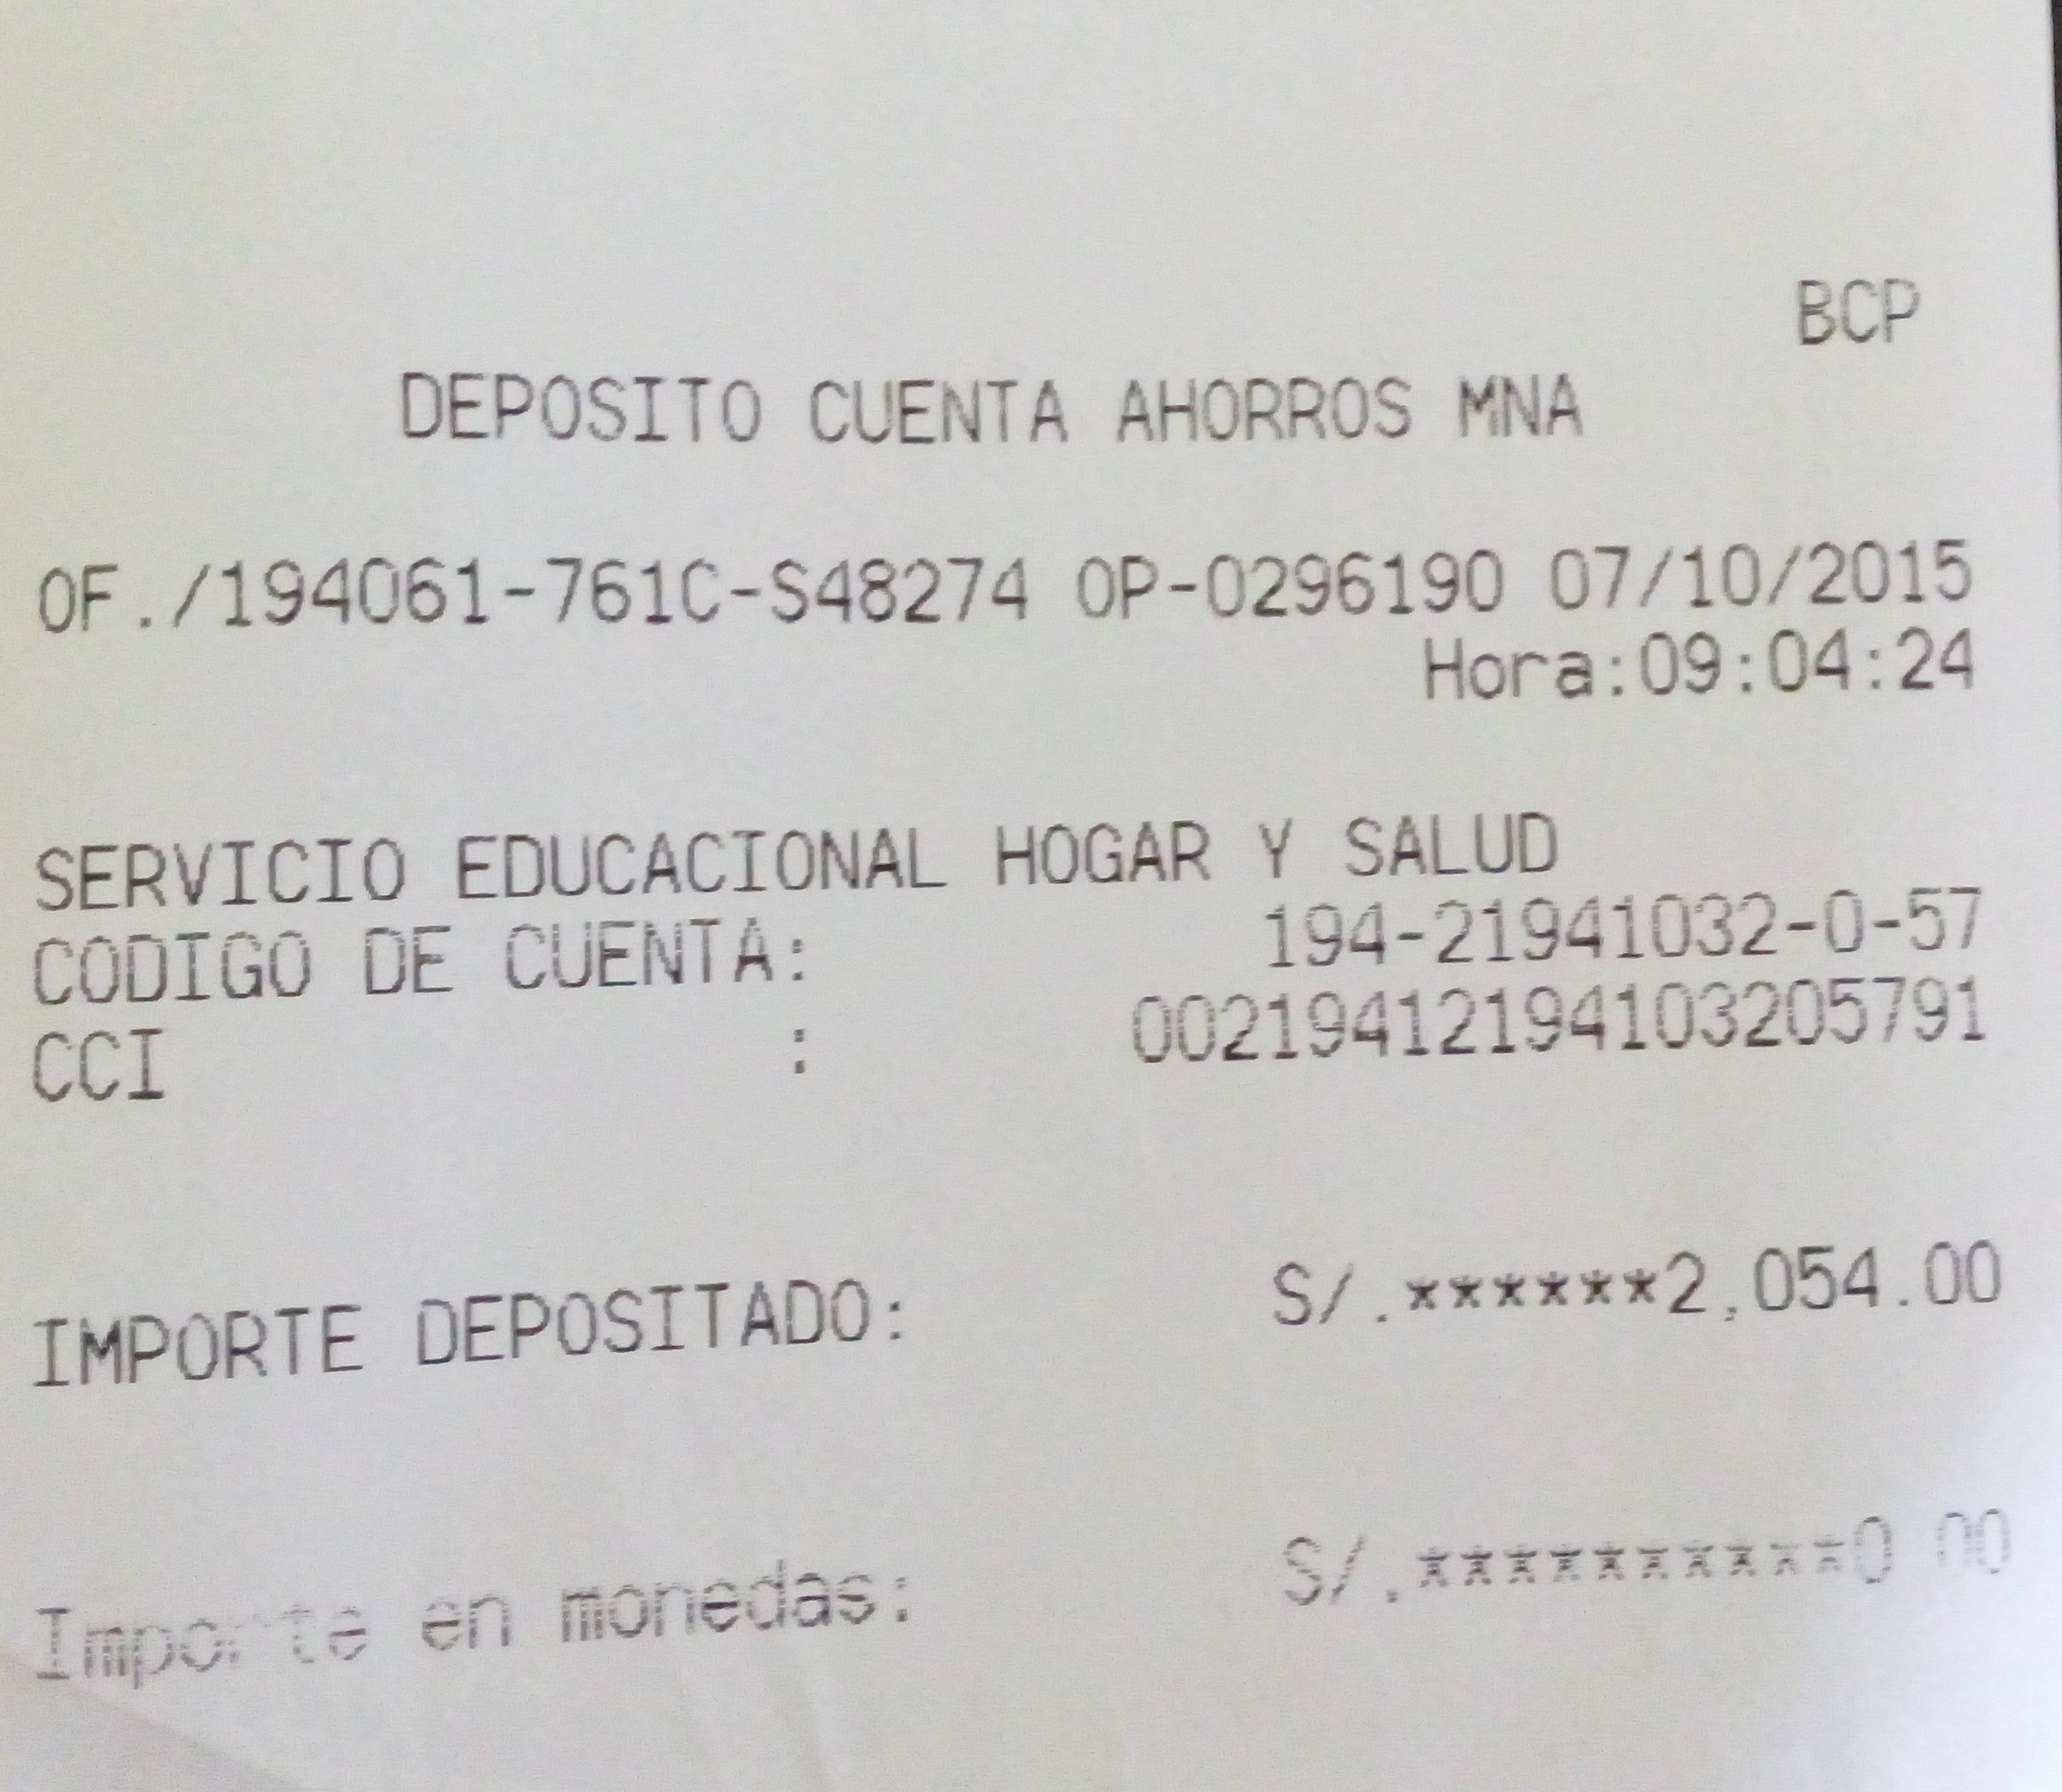 BCP
DEPOSITO CUENTA AHORROS MNA
OF./194061-761C-S48274 OP-0296190 07/10/2015
Hora:09:04:24
SERVICIO EDUCACIONAL HOGAR Y SALUD
CODIGO DE CUENTA: 194-21941032-0-57
CCI : 00219412194103205791
IMPORTE DEPOSITADO: S/.******2,054.00
Importe en monedas: S/.**********0.00